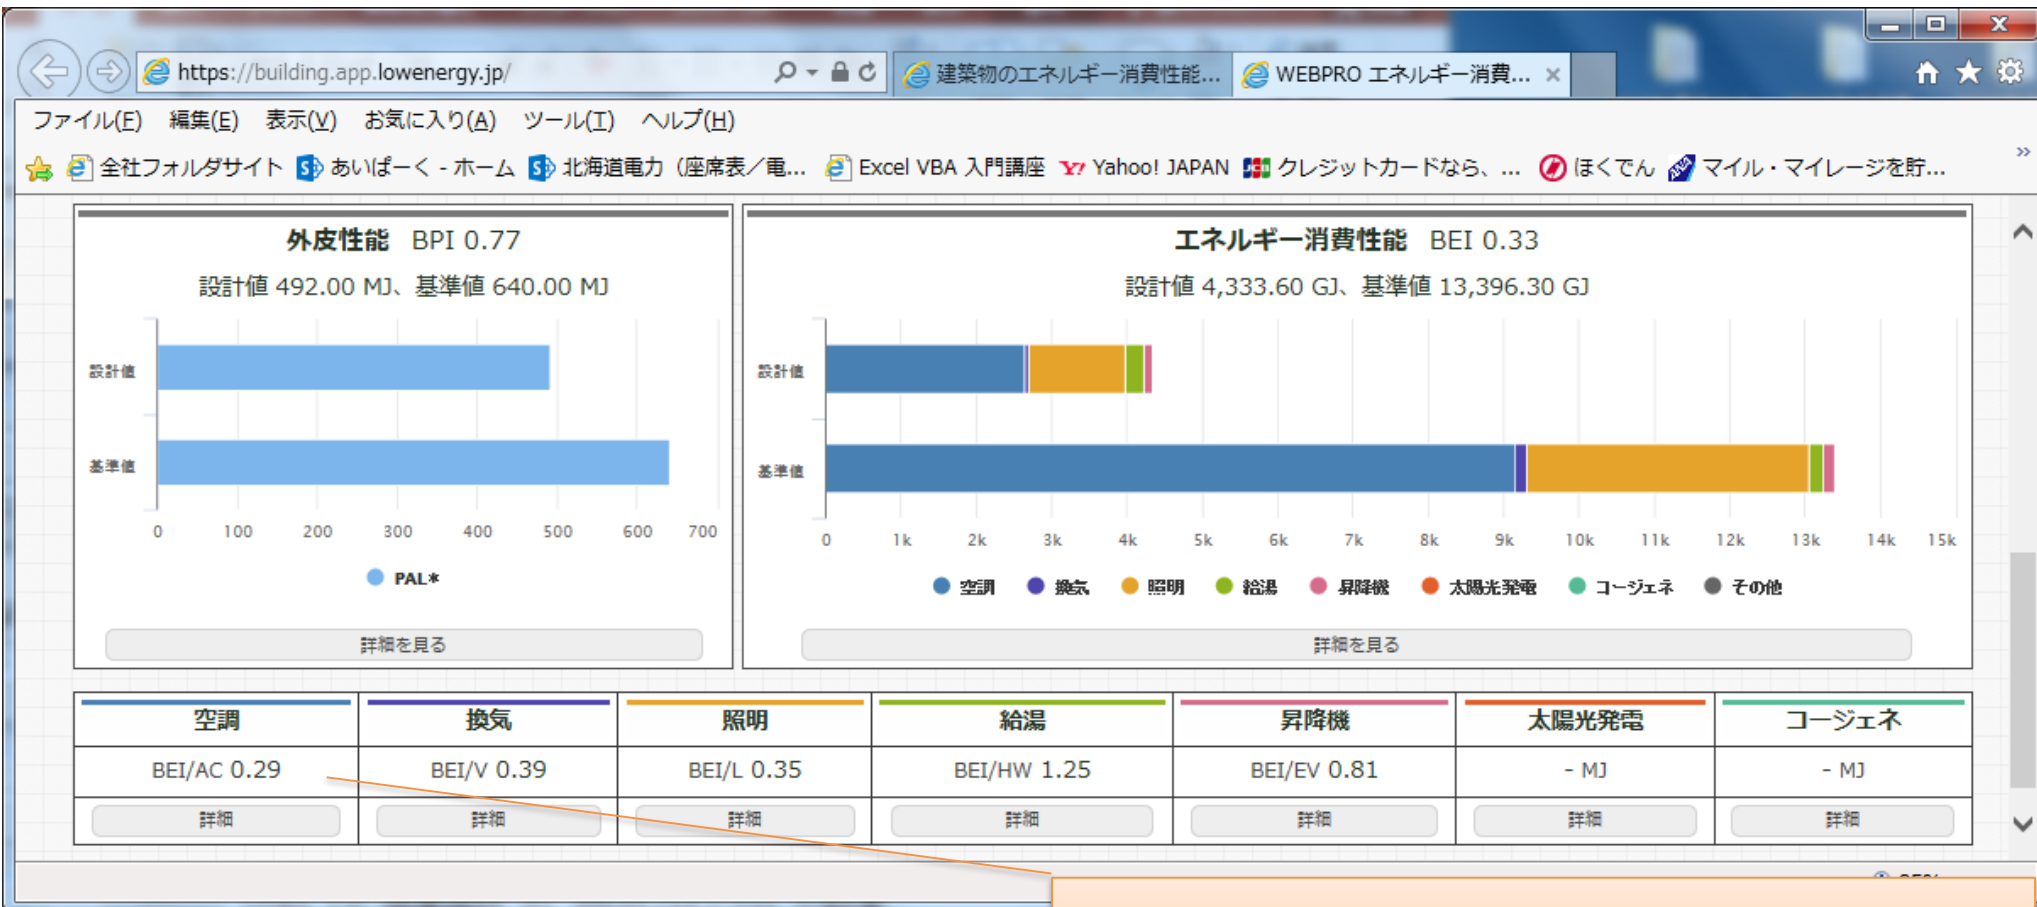 https://building.app.lowenergy.jp/
建築物のエネルギー消費性能...
WEBPRO エネルギー消費... ×
ファイル(F) 編集(E) 表示(V) お気に入り(A) ツール(T) ヘルプ(H)
全社フォルダサイト あいぱーく - ホーム 北海道電力（座席表／電... Excel VBA 入門講座 Yahoo! JAPAN クレジットカードなら、... ほくでん マイル・マイレージを貯... »
外皮性能 BPI 0.77
設計値 492.00 MJ、基準値 640.00 MJ
設計値
基準値
0 100 200 300 400 500 600 700
PAL*
詳細を見る
エネルギー消費性能 BEI 0.33
設計値 4,333.60 GJ、基準値 13,396.30 GJ
設計値
基準値
0 1k 2k 3k 4k 5k 6k 7k 8k 9k 10k 11k 12k 13k 14k 15k
空調 換気 照明 給湯 昇降機 太陽光発電 コージェネ その他
詳細を見る
空調 換気 照明 給湯 昇降機 太陽光発電 コージェネ
BEI/AC 0.29 BEI/V 0.39 BEI/L 0.35 BEI/HW 1.25 BEI/EV 0.81 - MJ - MJ
詳細 詳細 詳細 詳細 詳細 詳細 詳細